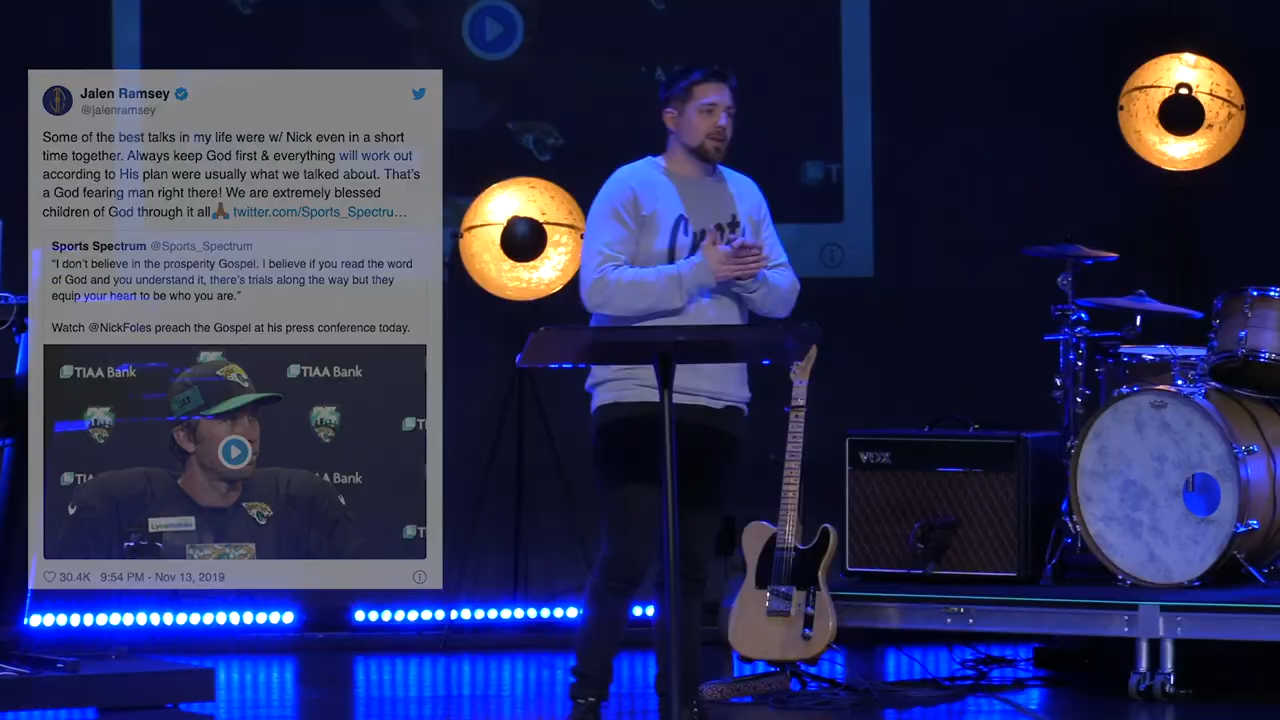 Jalen Ramsey
@jalenramsey
Some of the best talks in my life were w/ Nick even in a short
time together. Always keep God first & everything will work out
according to His plan were usually what we talked about. That's
a God fearing man right there! We are extremely blessed
children of God through it all🙏🏾 twitter.com/Sports_Spectru…
Sports Spectrum @Sports_Spectrum
“I don't believe in the prosperity Gospel. I believe if you read the word
of God and you understand it, there's trials along the way but they
equip your heart to be who you are.”
Watch @NickFoles preach the Gospel at his press conference today.
TIAA Bank
TIAA Bank
30.4K 9:54 PM - Nov 13, 2019
VOX